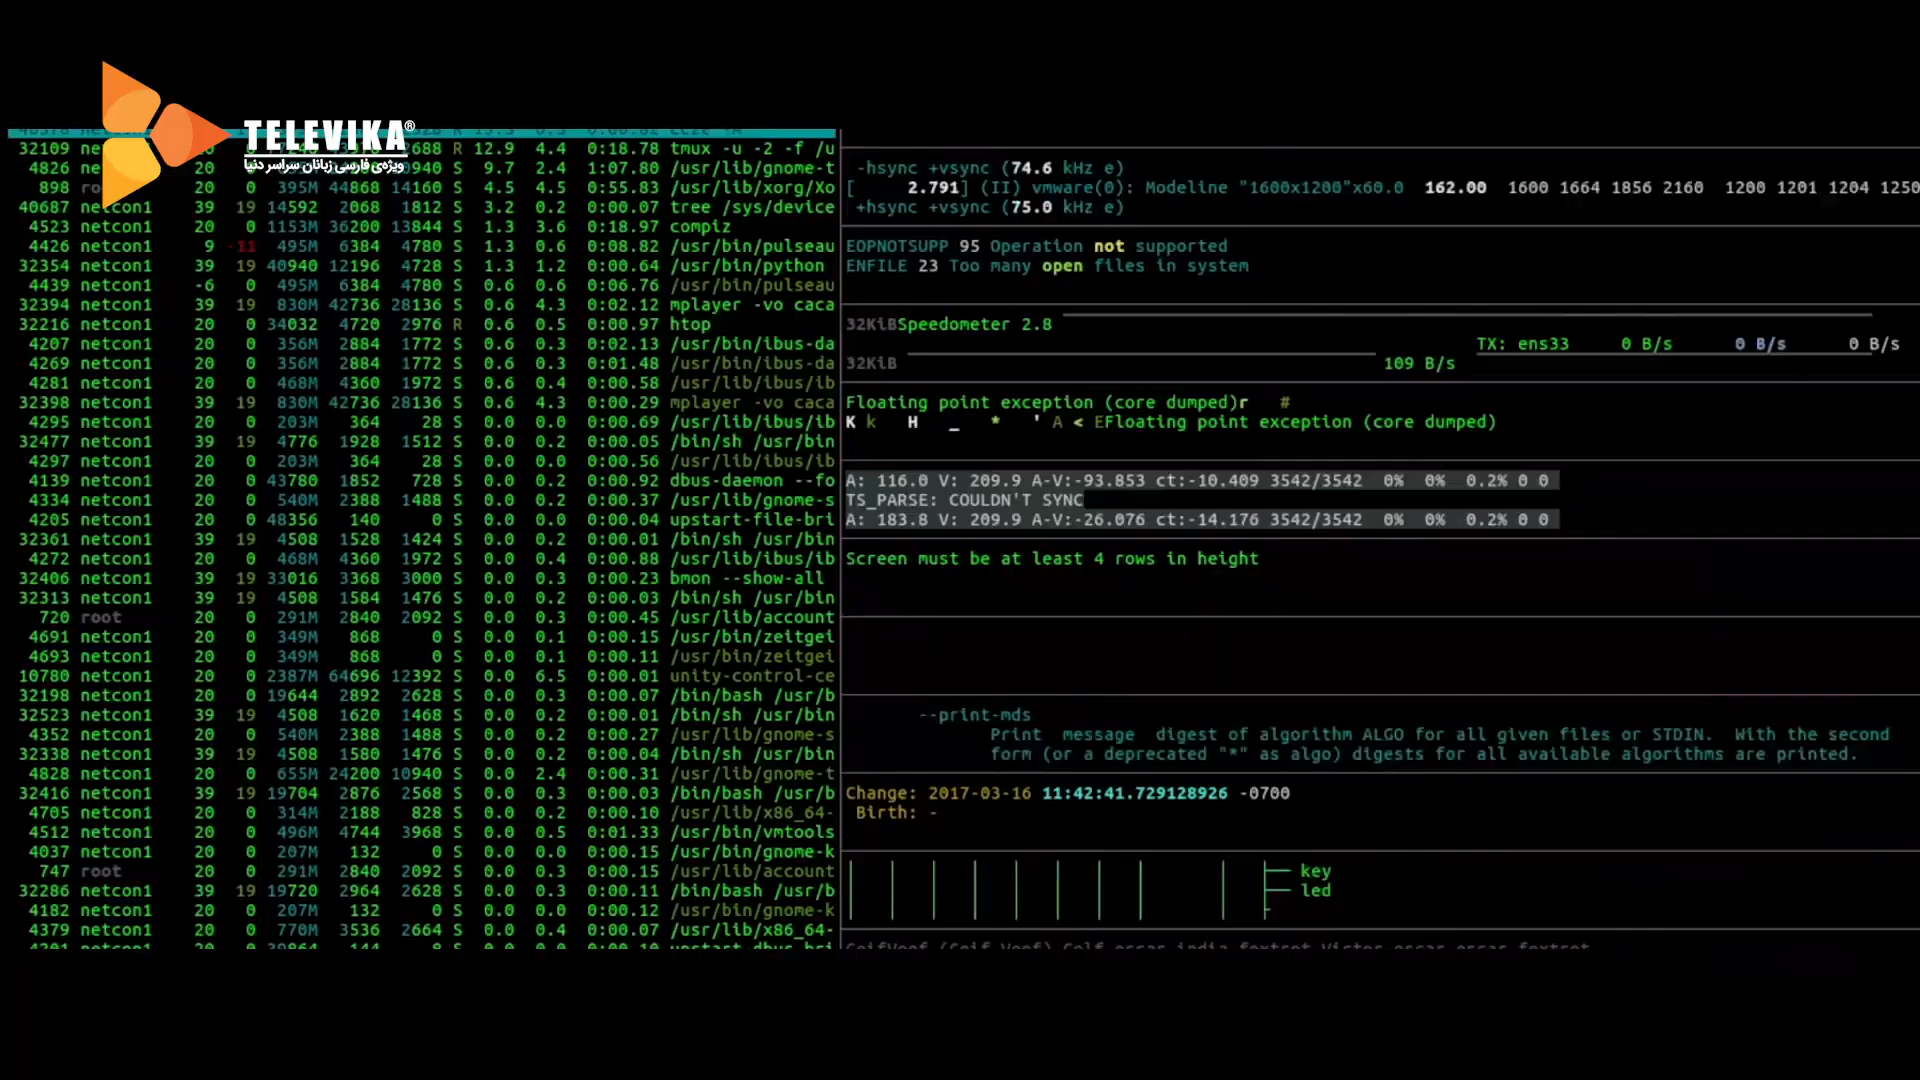 TELEVIKA®
ویژه‌ی فارسی زبانان سراسر دنیا
32109 2688 R 12.9 4.4 0:18.78 tmux -u -2 -f /u
4826 20 0 9.7 2.4 1:07.80 /usr/lib/gnome-t
898 20 0 395M 44868 14160 S 4.5 4.5 0:55.83 /usr/lib/xorg/Xo
40687 netcon1 39 19 14592 2068 1812 S 3.2 0.2 0:00.07 tree /sys/device
4523 netcon1 20 0 1153M 36200 13844 S 1.3 3.6 0:18.97 compiz
4426 netcon1 9 -11 495M 6384 4780 S 1.3 0.6 0:08.82 /usr/bin/pulseau
32354 netcon1 39 19 40940 12196 4728 S 1.3 1.2 0:00.64 /usr/bin/python
4439 netcon1 -6 0 495M 6384 4780 S 0.6 0.6 0:06.76 /usr/bin/pulseau
32394 netcon1 39 19 830M 42736 28136 S 0.6 4.3 0:02.12 mplayer -vo caca
32216 netcon1 20 0 34032 4720 2976 R 0.6 0.5 0:00.97 htop
4207 netcon1 20 0 356M 2884 1772 S 0.6 0.3 0:02.13 /usr/bin/ibus-da
4269 netcon1 20 0 356M 2884 1772 S 0.6 0.3 0:01.48 /usr/bin/ibus-da
4281 netcon1 20 0 468M 4360 1972 S 0.6 0.4 0:00.58 /usr/lib/ibus/ib
32398 netcon1 39 19 830M 42736 28136 S 0.6 4.3 0:00.29 mplayer -vo caca
4295 netcon1 20 0 203M 364 28 S 0.0 0.0 0:00.69 /usr/lib/ibus/ib
32477 netcon1 39 19 4776 1928 1512 S 0.0 0.2 0:00.05 /bin/sh /usr/bin
4297 netcon1 20 0 203M 364 28 S 0.0 0.0 0:00.56 /usr/lib/ibus/ib
4139 netcon1 20 0 43780 1852 728 S 0.0 0.2 0:00.92 dbus-daemon --fo
4334 netcon1 20 0 540M 2388 1488 S 0.0 0.2 0:00.37 /usr/lib/gnome-s
4205 netcon1 20 0 48356 140 0 S 0.0 0.0 0:00.04 upstart-file-bri
32361 netcon1 39 19 4508 1528 1424 S 0.0 0.2 0:00.01 /bin/sh /usr/bin
4272 netcon1 20 0 468M 4360 1972 S 0.0 0.4 0:00.88 /usr/lib/ibus/ib
32406 netcon1 39 19 33016 3368 3000 S 0.0 0.3 0:00.23 bmon --show-all
32313 netcon1 39 19 4508 1584 1476 S 0.0 0.2 0:00.03 /bin/sh /usr/bin
720 root 20 0 291M 2840 2092 S 0.0 0.3 0:00.45 /usr/lib/account
4691 netcon1 20 0 349M 868 0 S 0.0 0.1 0:00.15 /usr/bin/zeitgei
4693 netcon1 20 0 349M 868 0 S 0.0 0.1 0:00.11 /usr/bin/zeitgei
10780 netcon1 20 0 2387M 64696 12392 S 0.0 6.5 0:00.01 unity-control-ce
32198 netcon1 20 0 19644 2892 2628 S 0.0 0.3 0:00.07 /bin/bash /usr/b
32523 netcon1 39 19 4508 1620 1468 S 0.0 0.2 0:00.01 /bin/sh /usr/bin
4352 netcon1 20 0 540M 2388 1488 S 0.0 0.2 0:00.27 /usr/lib/gnome-s
32338 netcon1 39 19 4508 1580 1476 S 0.0 0.2 0:00.04 /bin/sh /usr/bin
4828 netcon1 20 0 655M 24200 10940 S 0.0 2.4 0:00.31 /usr/lib/gnome-t
32416 netcon1 39 19 19704 2876 2568 S 0.0 0.3 0:00.03 /bin/bash /usr/b
4705 netcon1 20 0 314M 2188 828 S 0.0 0.2 0:00.10 /usr/lib/x86_64-
4512 netcon1 20 0 496M 4744 3968 S 0.0 0.5 0:01.33 /usr/bin/vmtools
4037 netcon1 20 0 207M 132 0 S 0.0 0.0 0:00.15 /usr/bin/gnome-k
747 root 20 0 291M 2840 2092 S 0.0 0.3 0:00.15 /usr/lib/account
32286 netcon1 39 19 19720 2964 2628 S 0.0 0.3 0:00.11 /bin/bash /usr/b
4182 netcon1 20 0 207M 132 0 S 0.0 0.0 0:00.12 /usr/bin/gnome-k
4379 netcon1 20 0 770M 3536 2664 S 0.0 0.4 0:00.07 /usr/lib/x86_64-
-hsync +vsync (74.6 kHz e)
[ 2.791] (II) vmware(0): Modeline "1600x1200"x60.0 162.00 1600 1664 1856 2160 1200 1201 1204 1250
+hsync +vsync (75.0 kHz e)
EOPNOTSUPP 95 Operation not supported
ENFILE 23 Too many open files in system
32KiBSpeedometer 2.8
TX: ens33 0 B/s 0 B/s 0 B/s
32KiB 109 B/s
Floating point exception (core dumped)r #
K k H _ * ' A < EFloating point exception (core dumped)
A: 116.0 V: 209.9 A-V:-93.853 ct:-10.409 3542/3542 0% 0% 0.2% 0 0
TS_PARSE: COULDN'T SYNC
A: 183.8 V: 209.9 A-V:-26.076 ct:-14.176 3542/3542 0% 0% 0.2% 0 0
Screen must be at least 4 rows in height
--print-mds
Print message digest of algorithm ALGO for all given files or STDIN. With the second
form (or a deprecated "*" as algo) digests for all available algorithms are printed.
Change: 2017-03-16 11:42:41.729128926 -0700
Birth: -
key
led